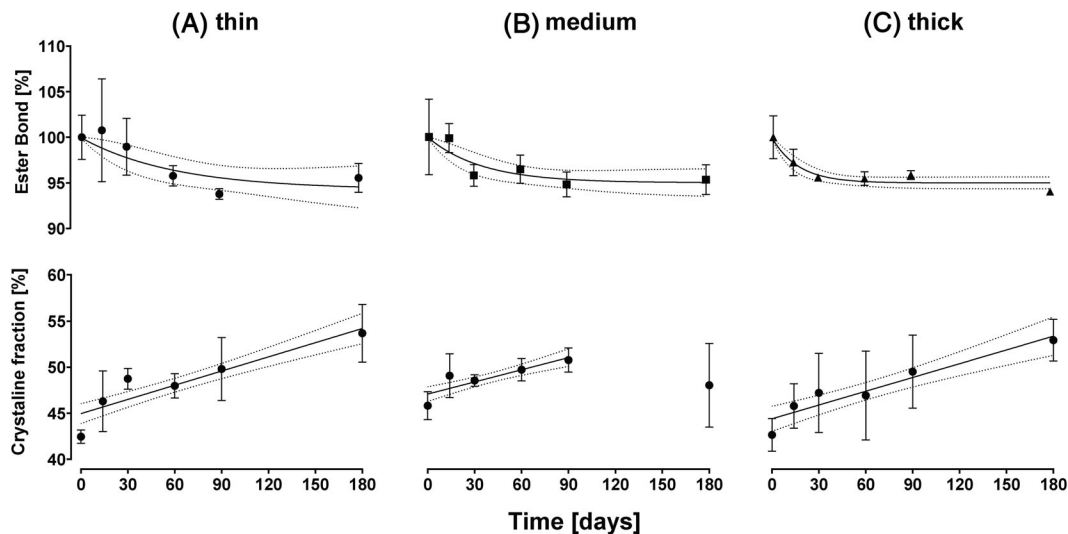 (A) thin (B) medium (C) thick
Ester Bond [%]
110
105
100
95
90
Crystaline fraction [%]
60
55
50
45
40
0 30 60 90 120 150 180 0 30 60 90 120 150 180 0 30 60 90 120 150 180
Time [days]